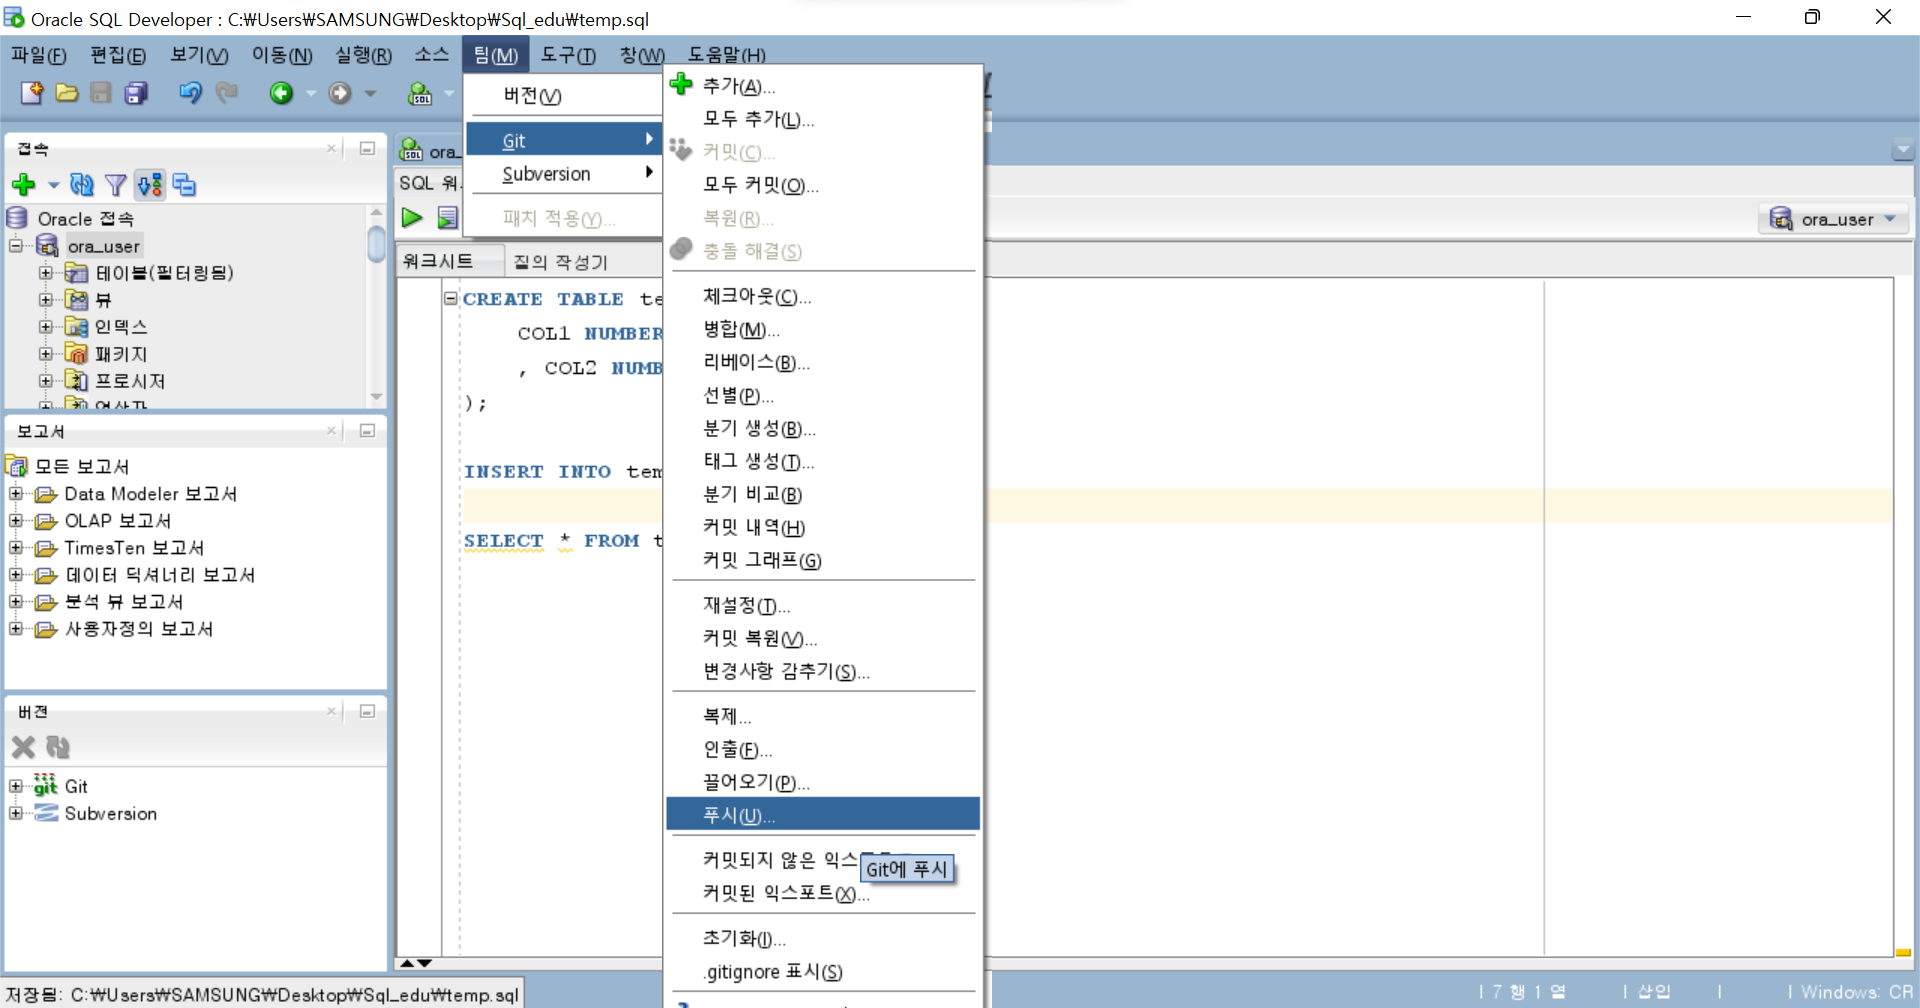 Oracle SQL Developer : C:₩Users₩SAMSUNG₩Desktop₩Sql_edu₩temp.sql
파일(F) 편집(E) 보기(V) 이동(N) 실행(R) 소스 팀(M) 도구(T) 창(W) 도움말(H)
버전(V)
Git
Subversion
패치 적용(Y)...
추가(A)...
모두 추가(L)...
커밋(C)...
모두 커밋(O)...
복원(R)...
충돌 해결(S)
체크아웃(C)...
병합(M)...
리베이스(B)...
선별(P)...
분기 생성(B)...
태그 생성(T)...
분기 비교(B)
커밋 내역(H)
커밋 그래프(G)
재설정(T)...
커밋 복원(V)...
변경사항 감추기(S)...
복제...
인출(F)...
끌어오기(P)...
푸시(U)...
커밋되지 않은 익스
Git에 푸시
커밋된 익스포트(X)...
초기화(I)...
.gitignore 표시(S)
접속
Oracle 접속
ora_user
테이블(필터링됨)
뷰
인덱스
패키지
프로시저
보고서
모든 보고서
Data Modeler 보고서
OLAP 보고서
TimesTen 보고서
데이터 딕셔너리 보고서
분석 뷰 보고서
사용자정의 보고서
버전
Git
Subversion
ora_
SQL 워
ora_user
워크시트 질의 작성기
CREATE TABLE te
COL1 NUMBER
, COL2 NUMB
);
INSERT INTO tem
SELECT * FROM t
저장됨: C:₩Users₩SAMSUNG₩Desktop₩Sql_edu₩temp.sql
| 7 행 1 열 | 삽입 | | Windows: CR